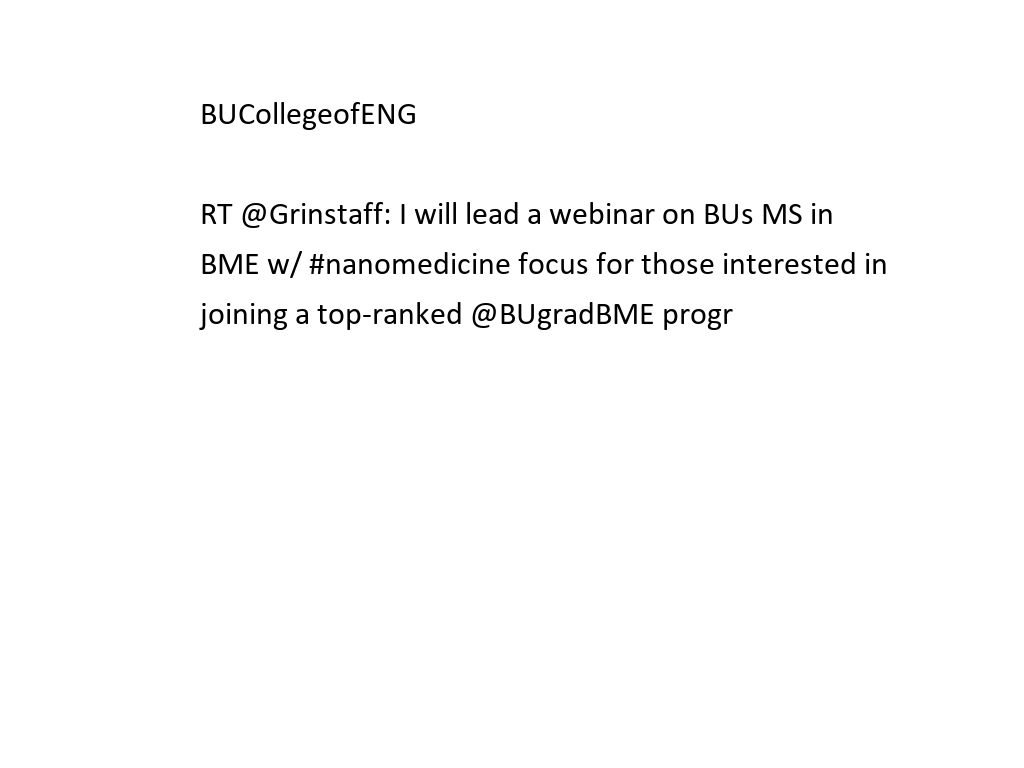 BUCollegeofENG
RT @Grinstaff: I will lead a webinar on BUs MS in
BME w/ #nanomedicine focus for those interested in
joining a top-ranked @BUgradBME progr